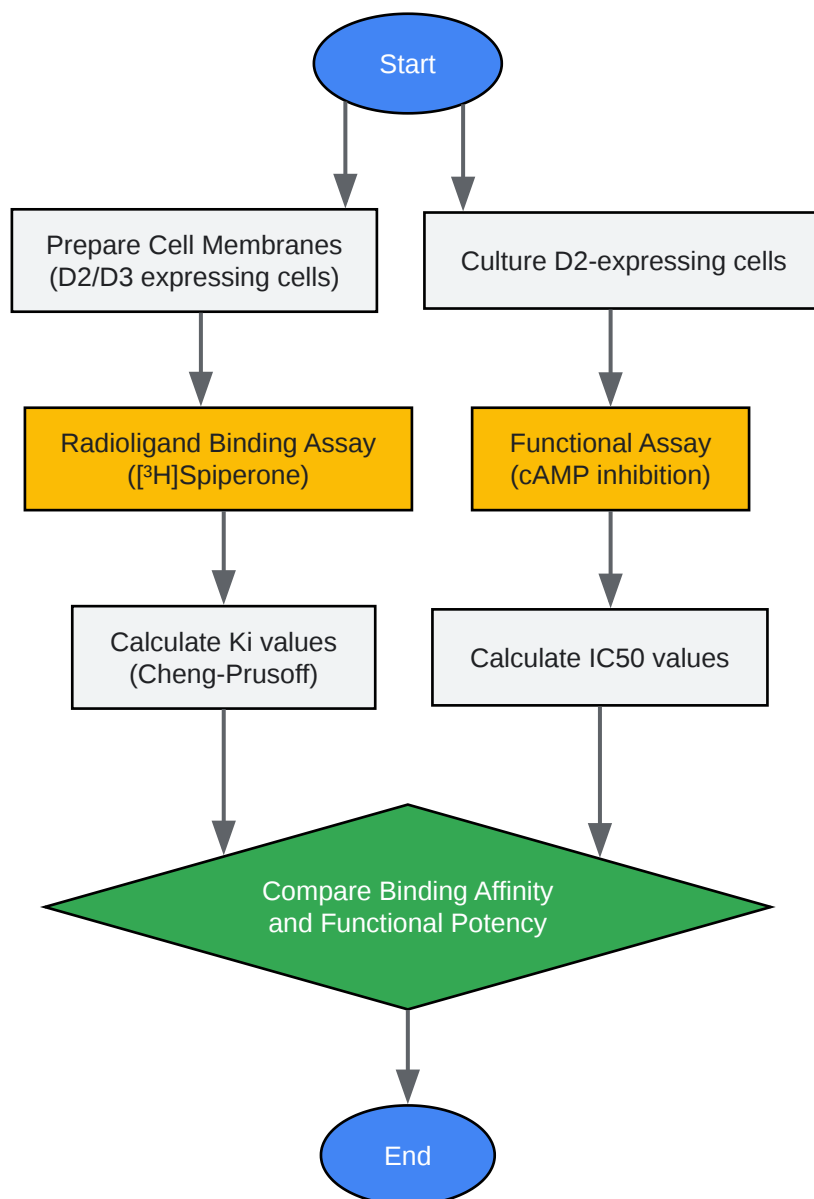 Start
Prepare Cell Membranes
(D2/D3 expressing cells)
Culture D2-expressing cells
Radioligand Binding Assay
([³H]Spiperone)
Functional Assay
(cAMP inhibition)
Calculate Ki values
(Cheng-Prusoff)
Calculate IC50 values
Compare Binding Affinity
and Functional Potency
End